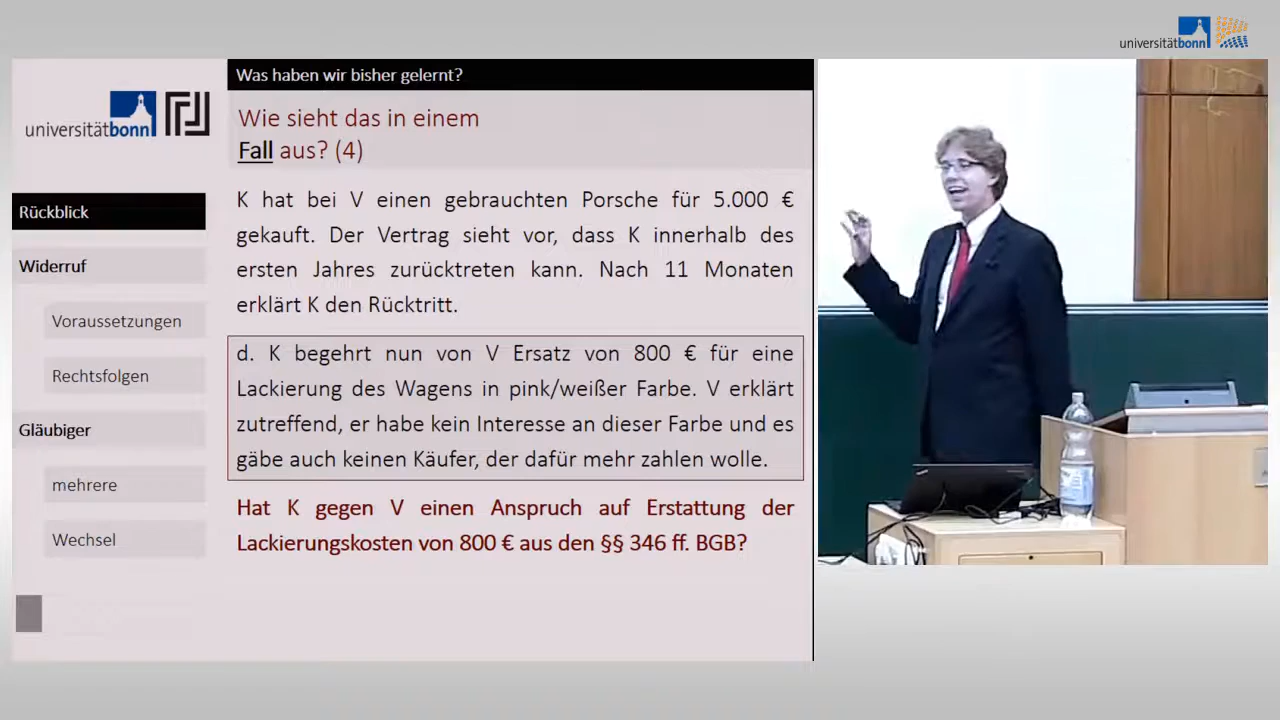 universitätbonn
Was haben wir bisher gelernt?
universitätbonn
Wie sieht das in einem
Fall aus? (4)
Rückblick
Widerruf
Voraussetzungen
Rechtsfolgen
Gläubiger
mehrere
Wechsel
K hat bei V einen gebrauchten Porsche für 5.000 €
gekauft. Der Vertrag sieht vor, dass K innerhalb des
ersten Jahres zurücktreten kann. Nach 11 Monaten
erklärt K den Rücktritt.
d. K begehrt nun von V Ersatz von 800 € für eine
Lackierung des Wagens in pink/weißer Farbe. V erklärt
zutreffend, er habe kein Interesse an dieser Farbe und es
gäbe auch keinen Käufer, der dafür mehr zahlen wolle.
Hat K gegen V einen Anspruch auf Erstattung der
Lackierungskosten von 800 € aus den §§ 346 ff. BGB?